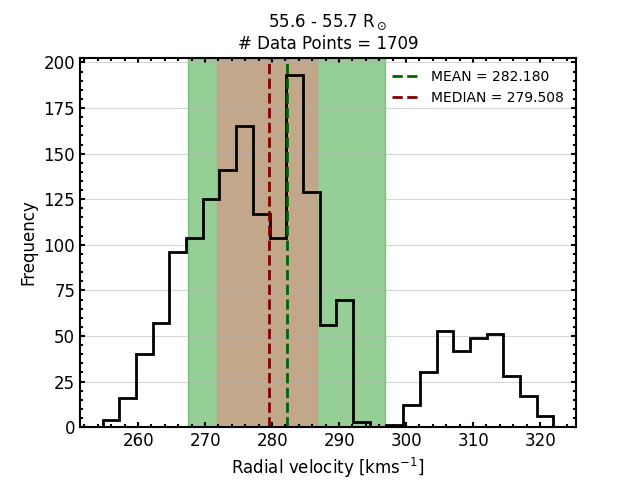 55.6 - 55.7 R⊙
# Data Points = 1709
MEAN = 282.180
MEDIAN = 279.508
200
175
150
125
100
75
50
25
0
Frequency
260 270 280 290 300 310 320
Radial velocity [kms⁻¹]